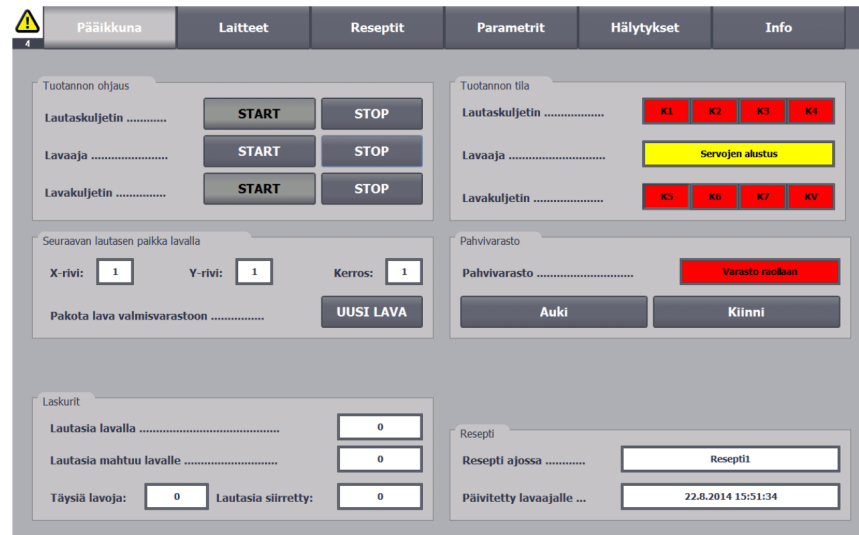 4
Pääikkuna Laitteet Reseptit Parametrit Hälytykset Info
Tuotannon ohjaus
Lautaskuljetin ............ START STOP
Lavaaja ....................... START STOP
Lavakuljetin ............... START STOP
Tuotannon tila
Lautaskuljetin .................. K1 K2 K3 K4
Lavaaja ............................. Servojen alustus
Lavakuljetin ..................... K5 K6 K7 KV
Seuraavan lautasen paikka lavalla
X-rivi: 1 Y-rivi: 1 Kerros: 1
Pakota lava valmisvarastoon ................ UUSI LAVA
Pahvivarasto
Pahvivarasto ............................. Varasto raollaan
Auki Kiinni
Laskurit
Lautasia lavalla .......................................... 0
Lautasia mahtuu lavalle ............................ 0
Täysiä lavoja: 0 Lautasia siirretty: 0
Resepti
Resepti ajossa ............ Resepti1
Päivitetty lavaajalle ... 22.8.2014 15:51:34